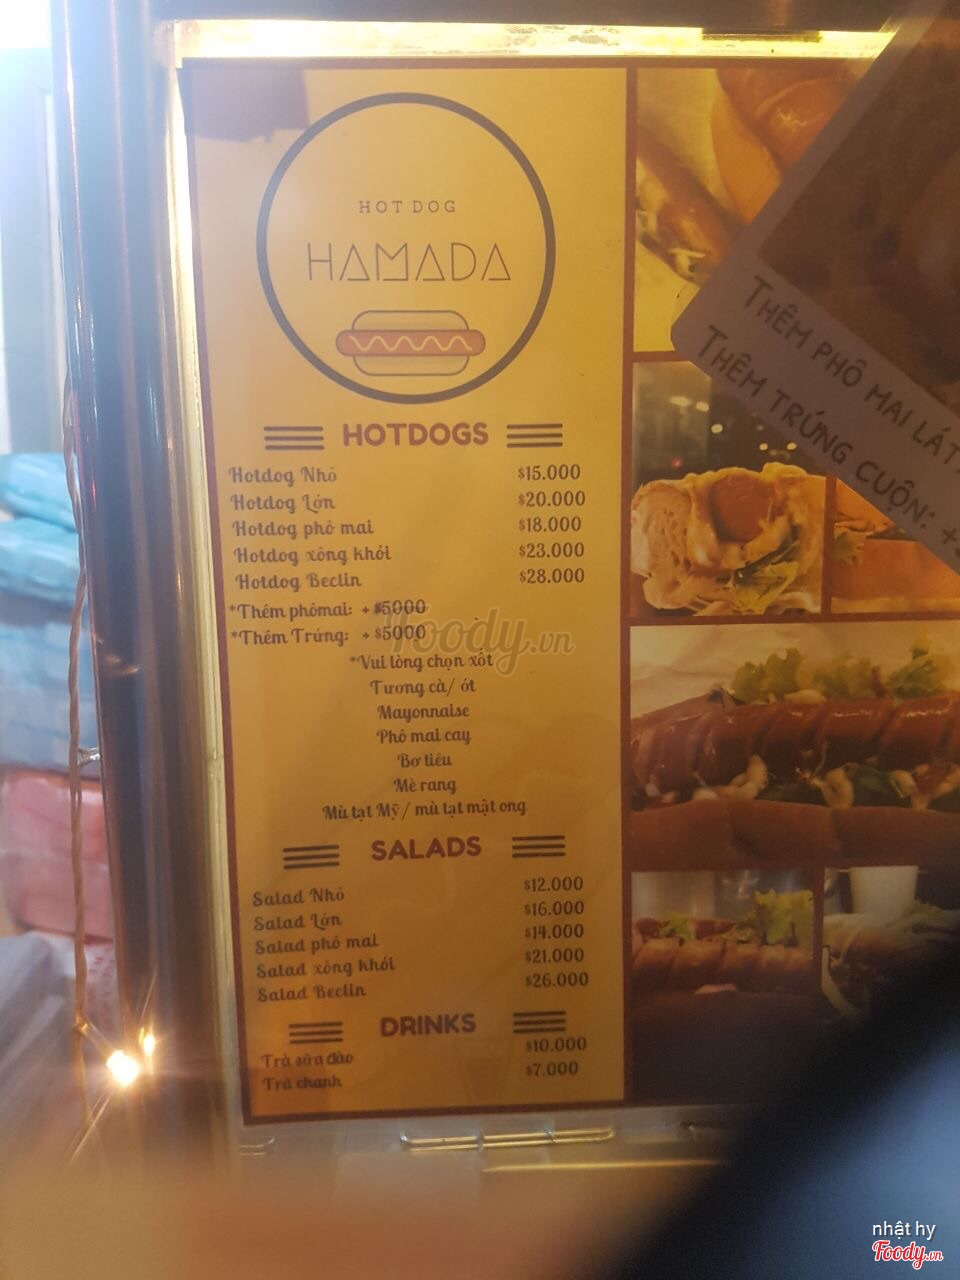 HOT DOG
HAMADA
HOTDOGS
Hotdog Nhỏ $15.000
Hotdog Lớn $20.000
Hotdog phô mai $18.000
Hotdog xông khói $23.000
Hotdog Beclin $28.000
*Thêm phômai: + $5000
*Thêm Trứng: + $5000
*Vui lòng chọn xốt
Tương cà/ ớt
Mayonnaise
Phô mai cay
Bơ tiêu
Mè rang
Mù tạt Mỹ/ mù tạt mật ong
SALADS
Salad Nhỏ $12.000
Salad Lớn $16.000
Salad phô mai $14.000
Salad xông khói $21.000
Salad Beclin $26.000
DRINKS
Trà sữa đào $10.000
Trà chanh $7.000
THÊM PHÔ MAI LÁT
THÊM TRỨNG CUỘN: +
Foody.vn
nhật hy
Foody.vn